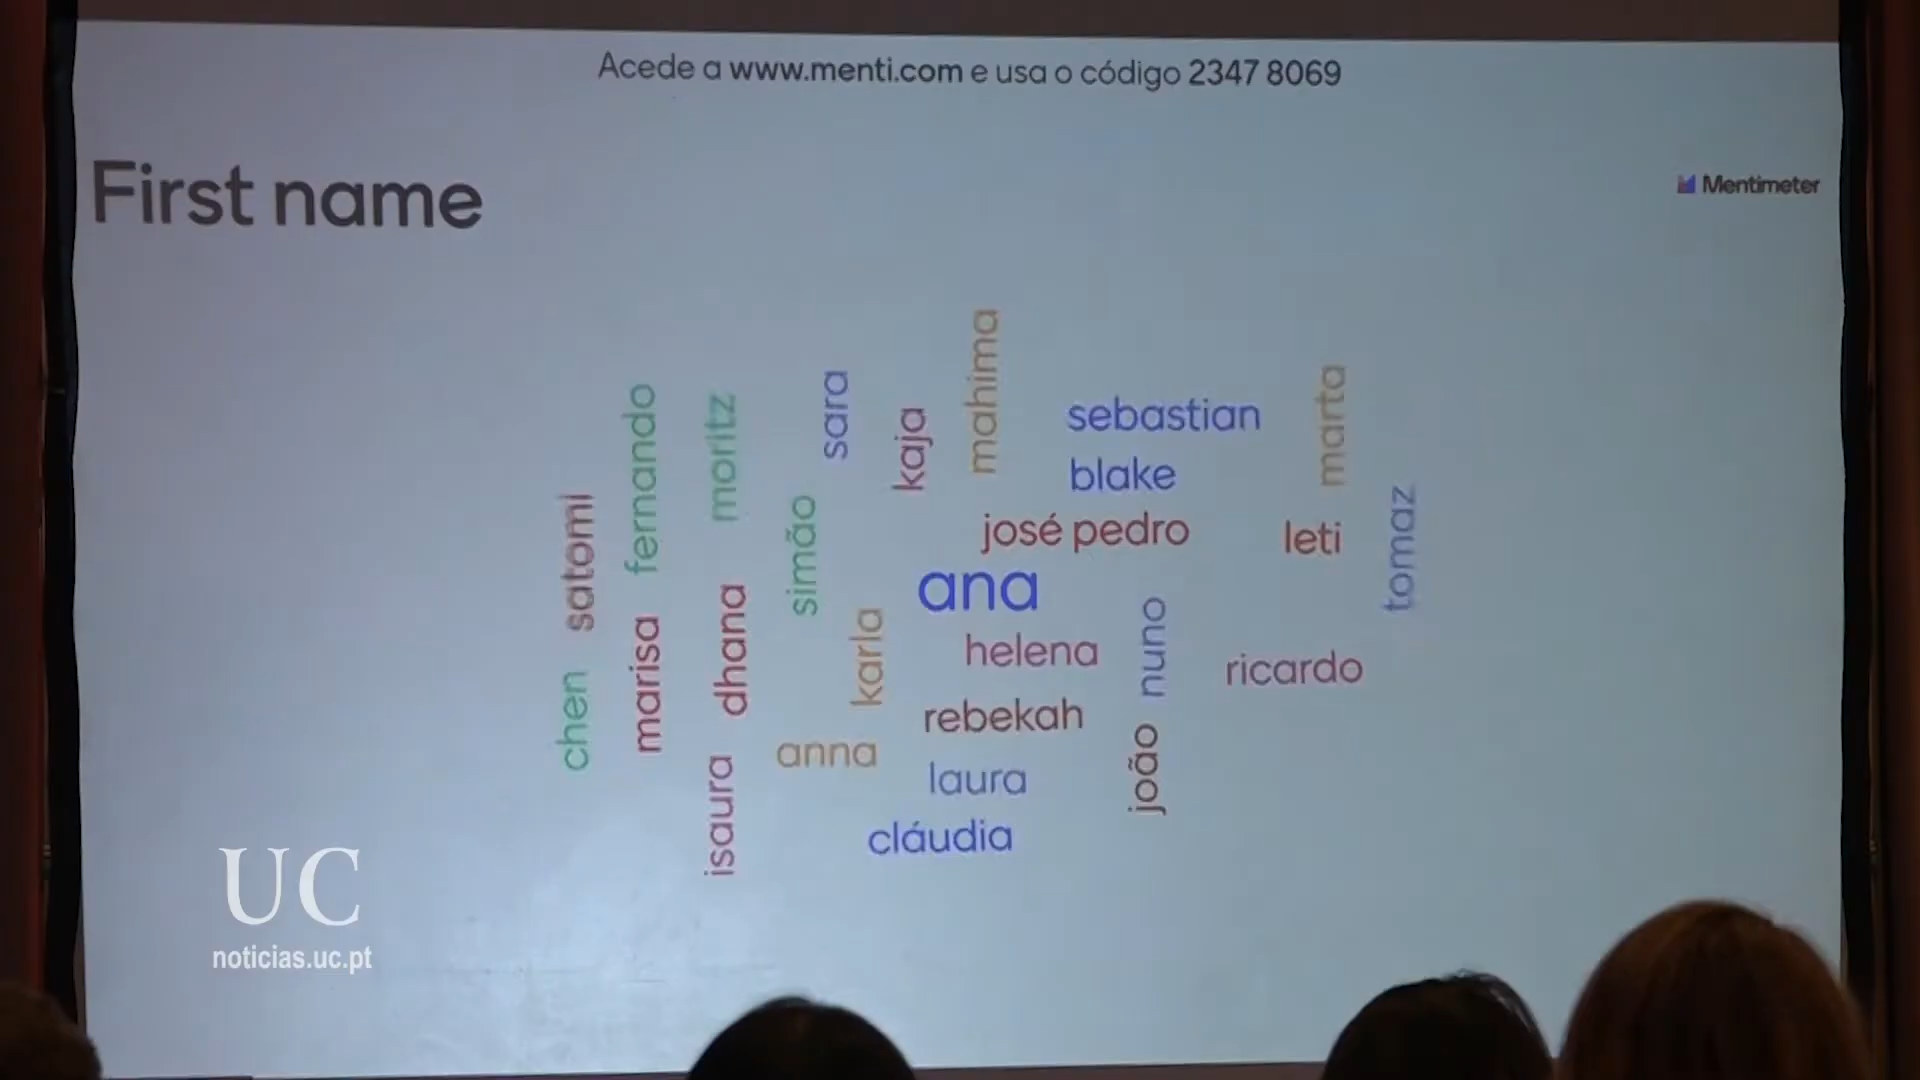 Acede a www.menti.com e usa o código 2347 8069
First name
Mentimeter
mahima
sara
kaja
sebastian
marta
fernando
moritz
blake
satomi
simão
josé pedro
leti
tomaz
ana
marisa
dhana
karla
helena
nuno
ricardo
chen
rebekah
anna
laura
joão
isaura
cláudia
UC
noticias.uc.pt